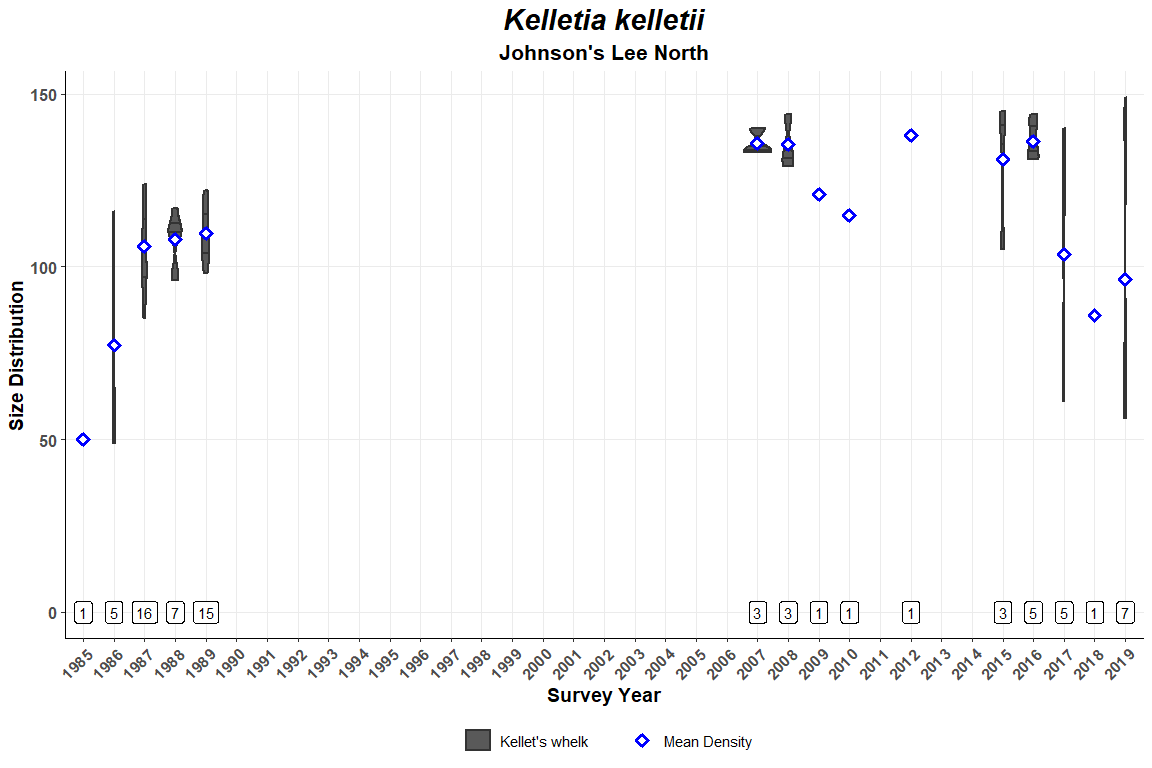 Kelletia kelletii
Johnson's Lee North
150
100
50
0
Size Distribution
1 5 16 7 15 3 3 1 1 1 3 5 5 1 7
1985 1986 1987 1988 1989 1990 1991 1992 1993 1994 1995 1996 1997 1998 1999 2000 2001 2002 2003 2004 2005 2006 2007 2008 2009 2010 2011 2012 2013 2014 2015 2016 2017 2018 2019
Survey Year
Kellet's whelk Mean Density